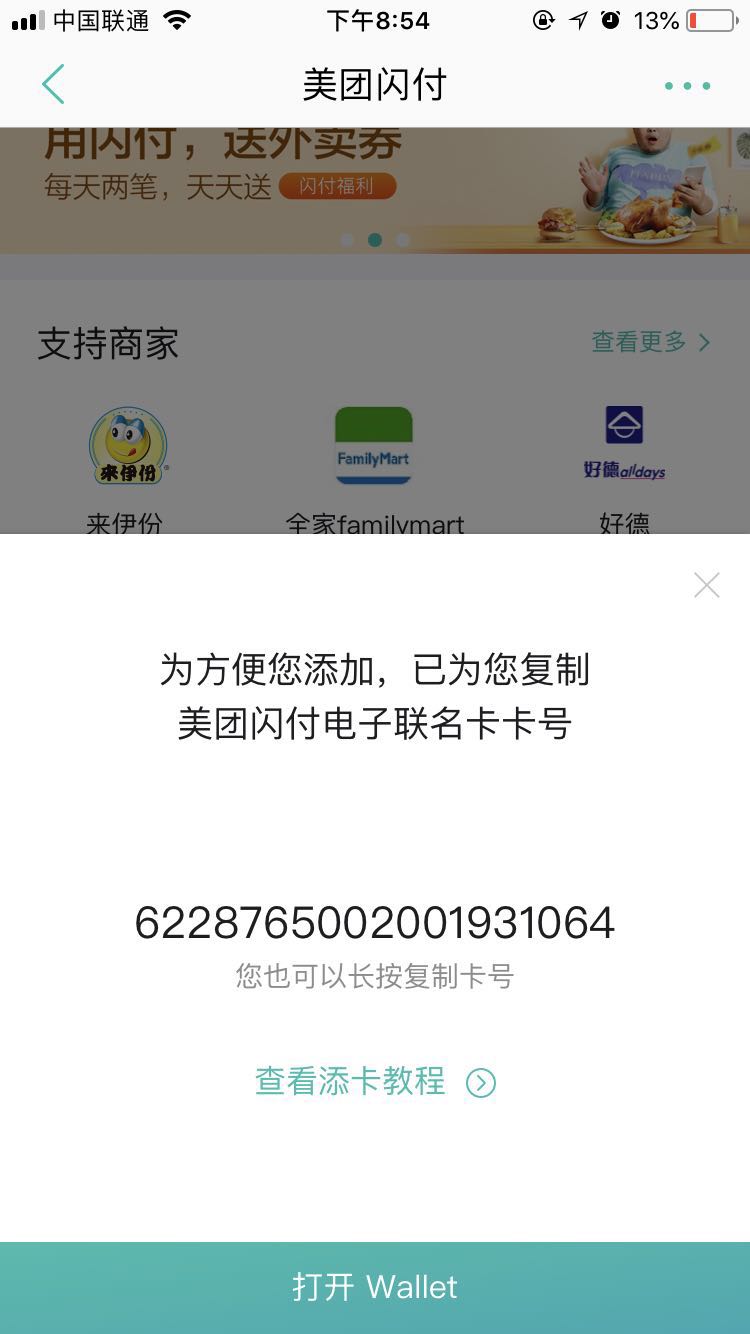 中国联通
下午8:54
13%
美团闪付
用闪付，送外卖券
每天两笔，天天送 闪付福利
HAPPY
支持商家
查看更多
来伊份
FamilyMart
好德alldays
来伊份
全家familymart
好德
为方便您添加，已为您复制
美团闪付电子联名卡卡号
6228765002001931064
您也可以长按复制卡号
查看添卡教程
打开 Wallet